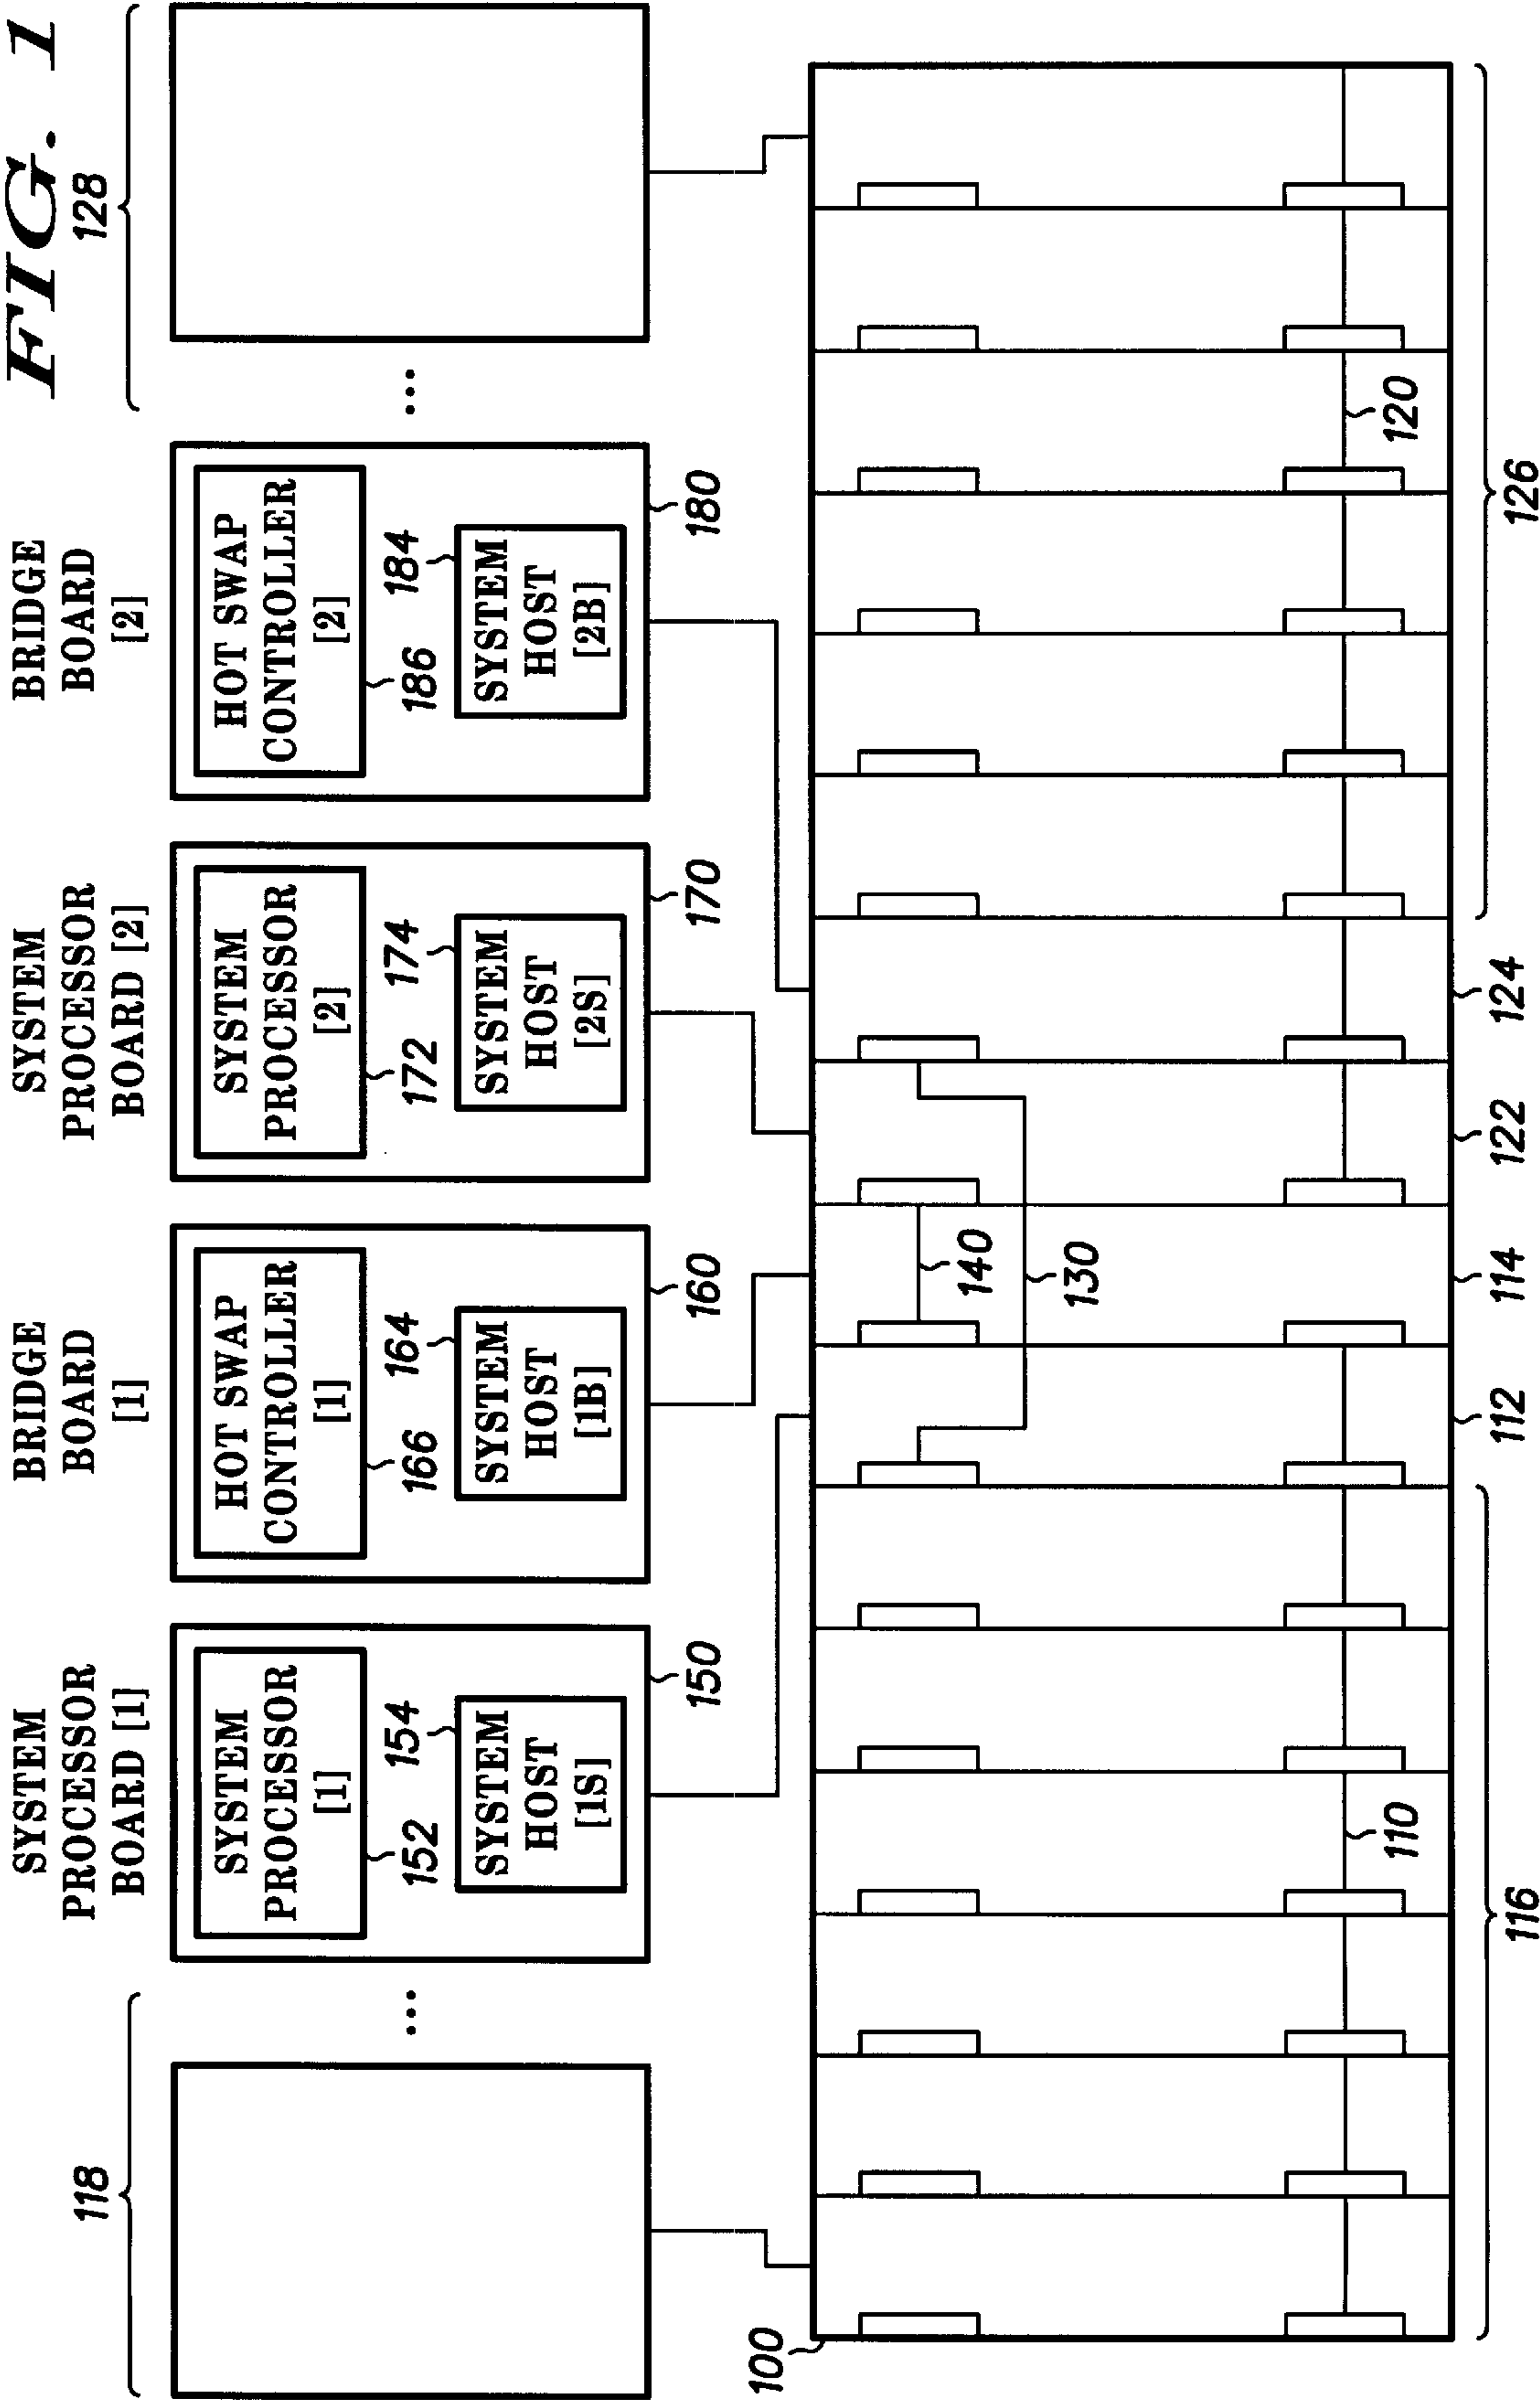 FIG. 1
118
128
SYSTEM
PROCESSOR
BOARD [1]
BRIDGE
BOARD
[1]
SYSTEM
PROCESSOR
BOARD [2]
BRIDGE
BOARD
[2]
SYSTEM
PROCESSOR
[1]
152
154
SYSTEM
HOST
[1S]
150
HOT SWAP
CONTROLLER
[1]
166
164
SYSTEM
HOST
[1B]
160
SYSTEM
PROCESSOR
[2]
172
174
SYSTEM
HOST
[2S]
170
HOT SWAP
CONTROLLER
[2]
186
184
SYSTEM
HOST
[2B]
180
100
140
130
110
120
112
114
122
124
116
126